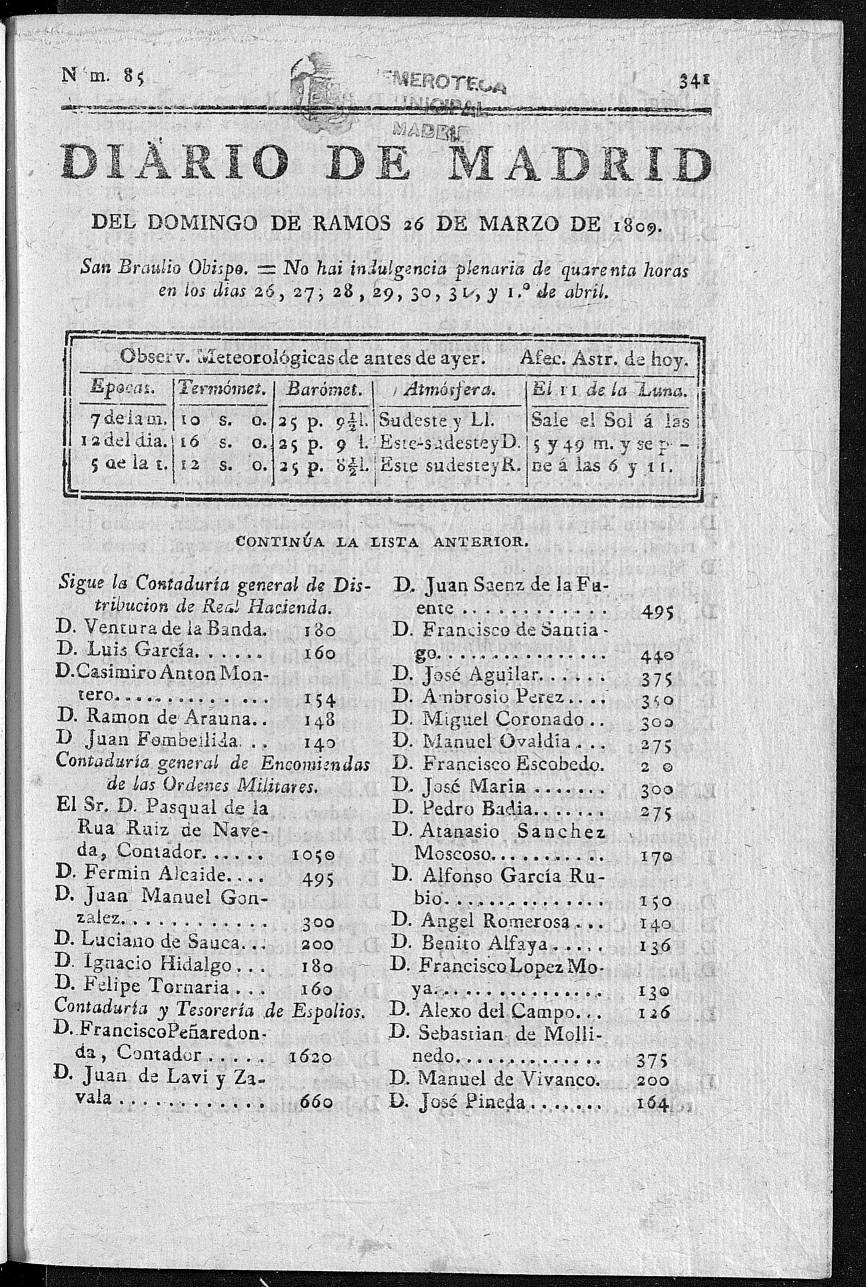 Núm. 85 341
HEMEROTECA
MUNICIPAL
MADRID
DIARIO DE MADRID
DEL DOMINGO DE RAMOS 26 DE MARZO DE 1809.
San Braulio Obispo. = No hai indulgencia plenaria de quarenta horas
en los dias 26, 27, 28, 29, 30, 31, y 1.º de abril.
Observ. Meteorológicas de antes de ayer. Afec. Astr. de hoy.
Epocas. Termómet. Barómet. Atmósfera. El 11 de la Luna.
7 de la m. 10 s. 0. 25 p. 9½ l. Sudeste y Ll. Sale el Sol á las
12 del dia. 16 s. 0. 25 p. 9 l. Este-sudeste y D. 5 y 49 m. y se p-
5 de la t. 12 s. 0. 25 p. 8½ l. Este sudeste y R. ne á las 6 y 11.
CONTINÚA LA LISTA ANTERIOR.
Sigue la Contaduría general de Dis-
tribucion de Real Hacienda.
D. Ventura de la Banda. 180
D. Luis García. ...... 160
D. Casimiro Anton Mon-
tero. .............. 154
D. Ramon de Arauna.. 148
D Juan Fombellida. .. 140
Contaduría general de Encomiendas
de las Ordenes Militares.
El Sr. D. Pasqual de la
Rua Ruiz de Nave-
da, Contador. ..... 1050
D. Fermin Alcaide.... 495
D. Juan Manuel Gon-
zalez. ............ 300
D. Luciano de Sauca... 200
D. Ignacio Hidalgo... 180
D. Felipe Tornaria... 160
Contaduría y Tesorería de Espolios.
D. Francisco Peñaredon-
da, Contador ..... 1620
D. Juan de Lavi y Za-
vala ............ 660
D. Juan Saenz de la Fu-
ente ............ 495
D. Francisco de Santia-
go. ............... 440
D. José Aguilar. ..... 375
D. Ambrosio Perez.... 350
D. Miguel Coronado.. 300
D. Manuel Ovaldia... 275
D. Francisco Escobedo.
D. José Marin ....... 300
D. Pedro Badia. ...... 275
D. Atanasio Sanchez
Moscoso. .......... 170
D. Alfonso García Ru-
bio. .............. 150
D. Angel Romerosa... 140
D. Benito Alfaya..... 136
D. Francisco Lopez Mo-
ya. ............... 130
D. Alexo del Campo... 126
D. Sebastian de Molli-
nedo. ............. 375
D. Manuel de Vivanco. 200
D. José Pineda ....... 164